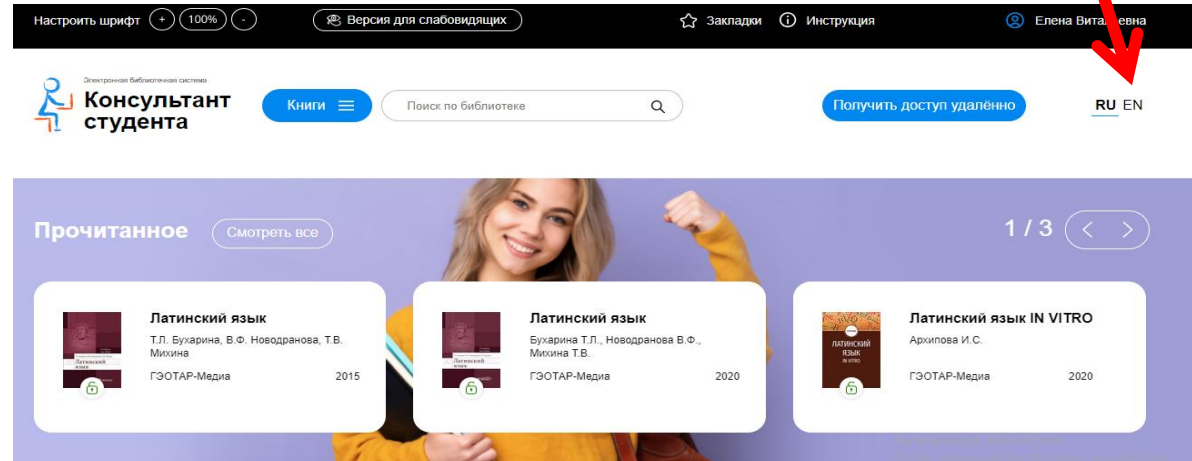 Настроить шрифт + 100% - Версия для слабовидящих Закладки Инструкция Елена Витальевна
Электронная библиотечная система
Консультант
студента
Книги Поиск по библиотеке Получить доступ удалённо RU EN
Прочитанное Смотреть все 1 / 3
Латинский язык
Т.Л. Бухарина, В.Ф. Новодранова, Т.В.
Михина
ГЭОТАР-Медиа 2015
Латинский язык
Бухарина Т.Л., Новодранова В.Ф.,
Михина Т.В.
ГЭОТАР-Медиа 2020
Латинский язык IN VITRO
Архипова И.С.
ГЭОТАР-Медиа 2020
ЛАТИНСКИЙ
ЯЗЫК
IN VITRO